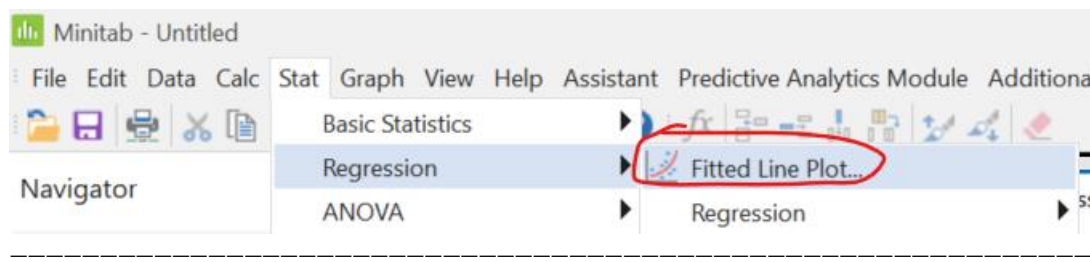 Minitab - Untitled
File Edit Data Calc Stat Graph View Help Assistant Predictive Analytics Module Additiona
Basic Statistics
fx
Regression
Fitted Line Plot...
Navigator
ANOVA
Regression